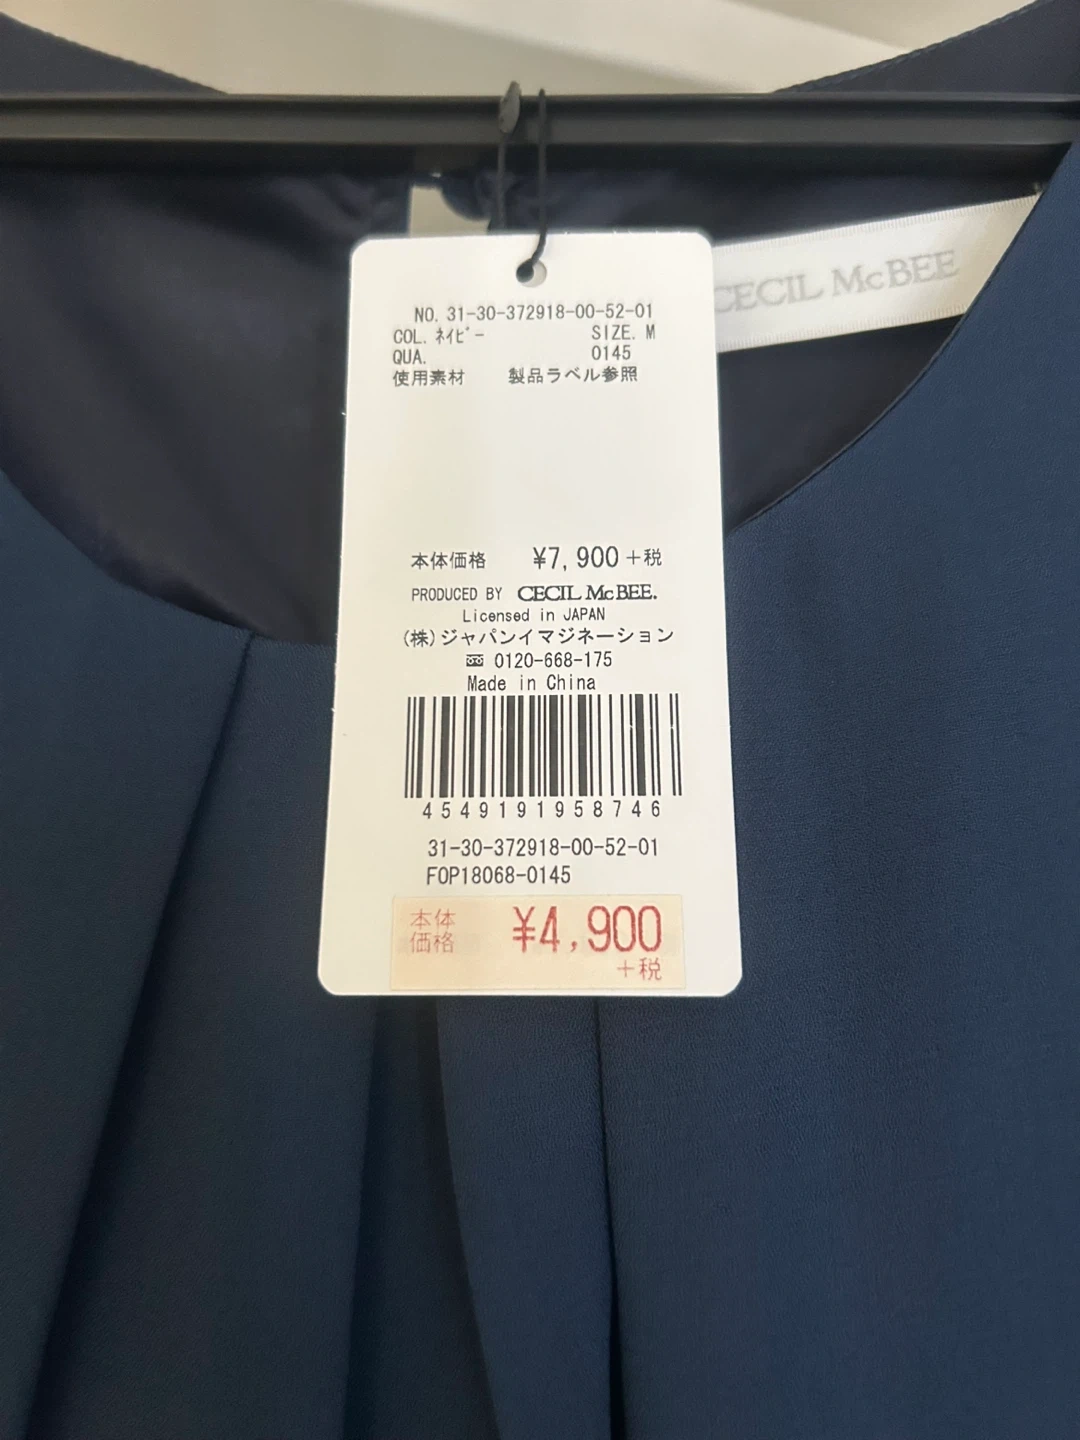 CECIL McBEE
NO. 31-30-372918-00-52-01
COL. ネイビー SIZE. M
QUA. 0145
使用素材 製品ラベル参照
本体価格 ¥7,900+税
PRODUCED BY CECIL McBEE.
Licensed in JAPAN
(株)ジャパンイマジネーション
0120-668-175
Made in China
4549191958746
31-30-372918-00-52-01
FOP18068-0145
本体価格 ¥4,900
+税